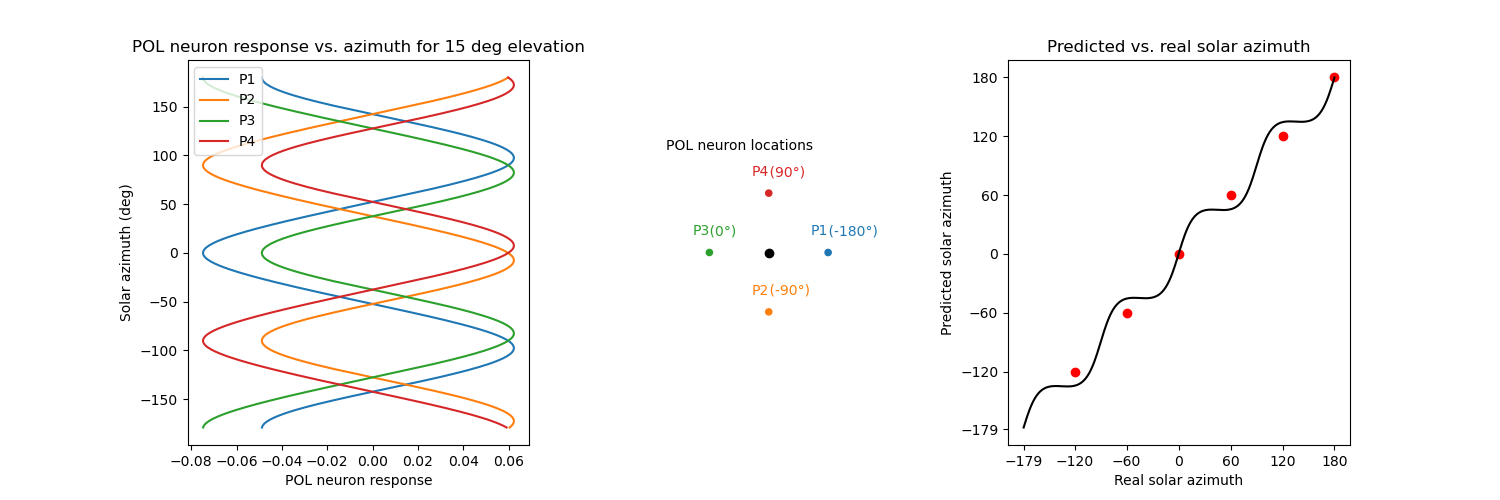 POL neuron response vs. azimuth for 15 deg elevation
P1
P2
P3
P4
150
100
50
0
−50
−100
−150
Solar azimuth (deg)
−0.08 −0.06 −0.04 −0.02 0.00 0.02 0.04 0.06
POL neuron response
POL neuron locations
P4(90°)
P3(0°) P1(-180°)
P2(-90°)
Predicted vs. real solar azimuth
180
120
60
0
−60
−120
−179
Predicted solar azimuth
−179 −120 −60 0 60 120 180
Real solar azimuth